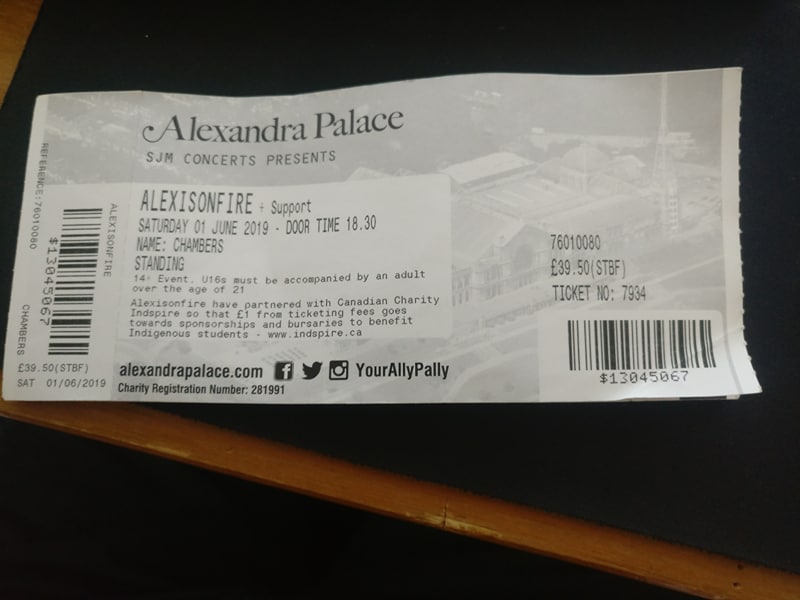 REFERENCE:76010080
CHAMBERS
$13045067
ALEXISONFIRE
£39.50(STBF)
SAT 01/06/2019
Alexandra Palace
SJM CONCERTS PRESENTS
ALEXISONFIRE + Support
SATURDAY 01 JUNE 2019 - DOOR TIME 18.30
NAME: CHAMBERS
STANDING
14+ Event. U16s must be accompanied by an adult
over the age of 21
Alexisonfire have partnered with Canadian Charity
Indspire so that £1 from ticketing fees goes
towards sponsorships and bursaries to benefit
Indigenous students - www.indspire.ca
alexandrapalace.com YourAllyPally
Charity Registration Number: 281991
76010080
£39.50(STBF)
TICKET NO: 7934
$13045067